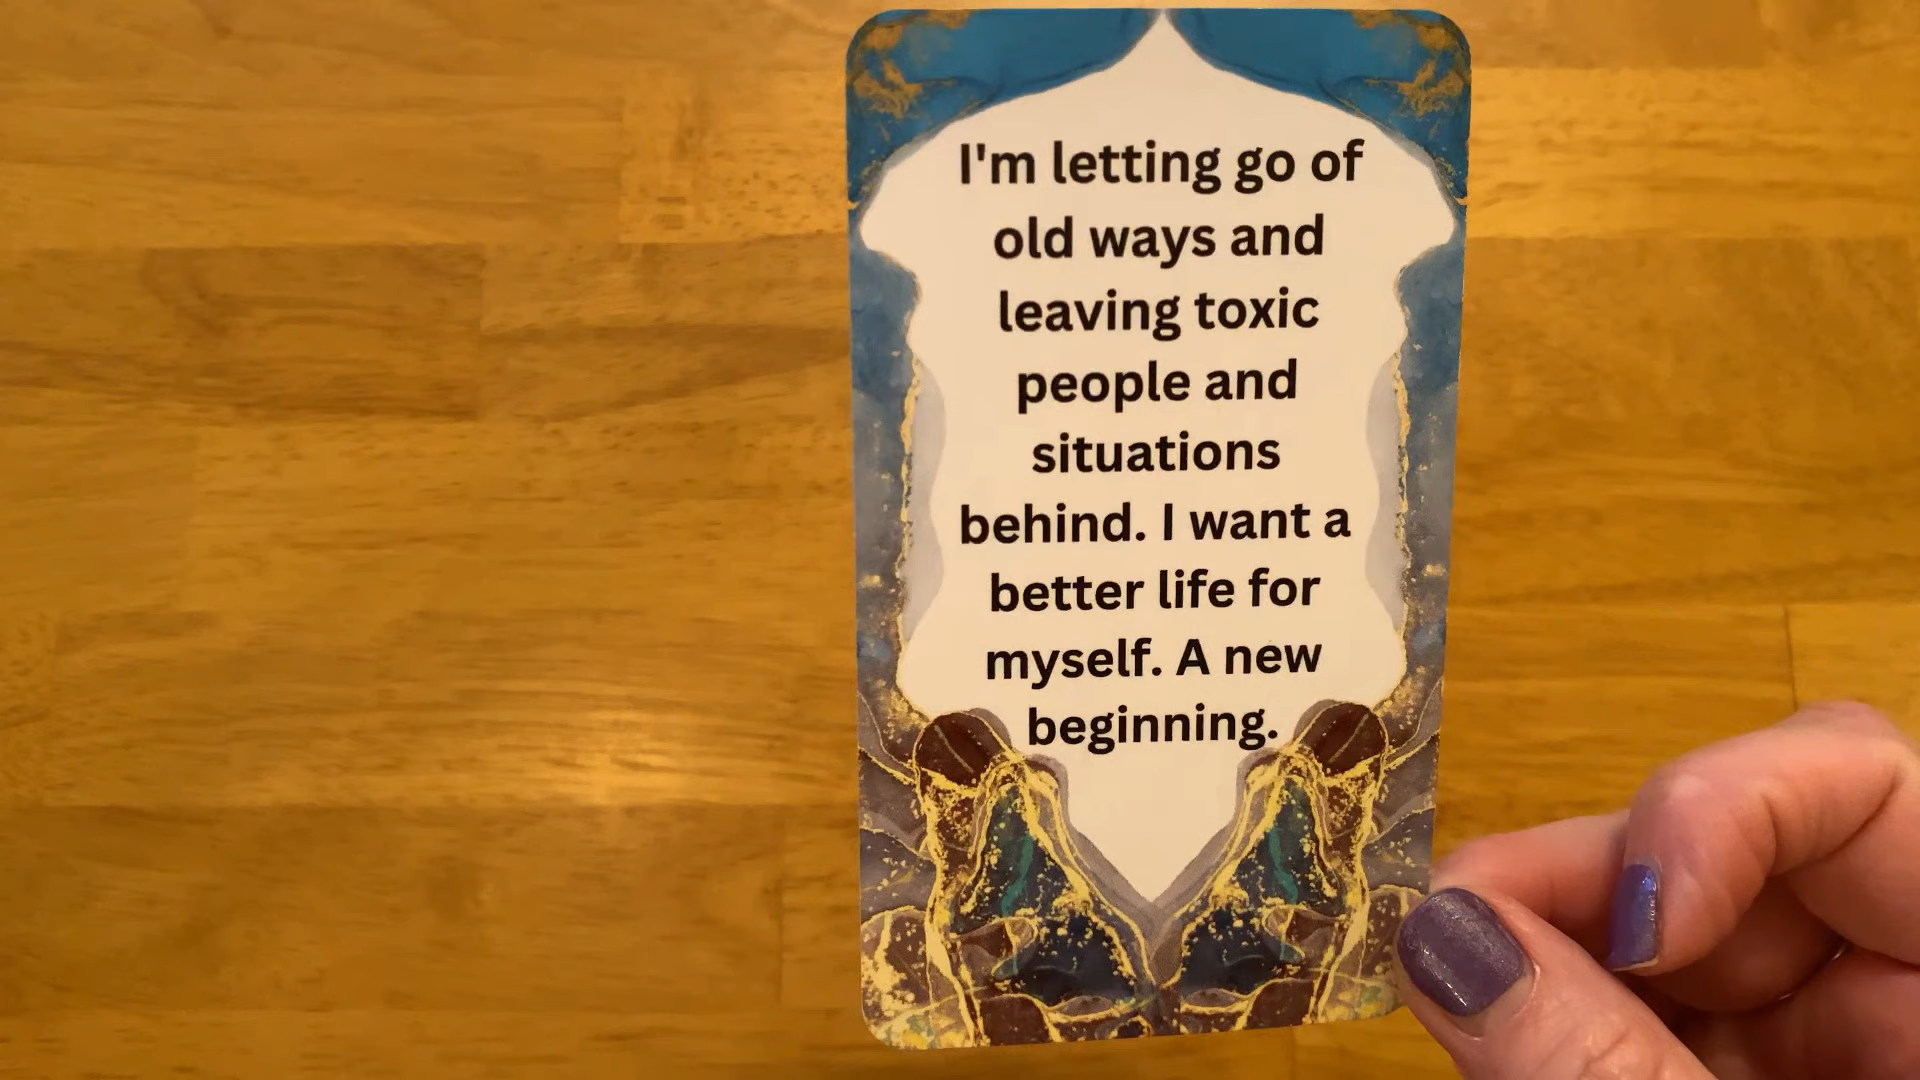 I'm letting go of
old ways and
leaving toxic
people and
situations
behind. I want a
better life for
myself. A new
beginning.